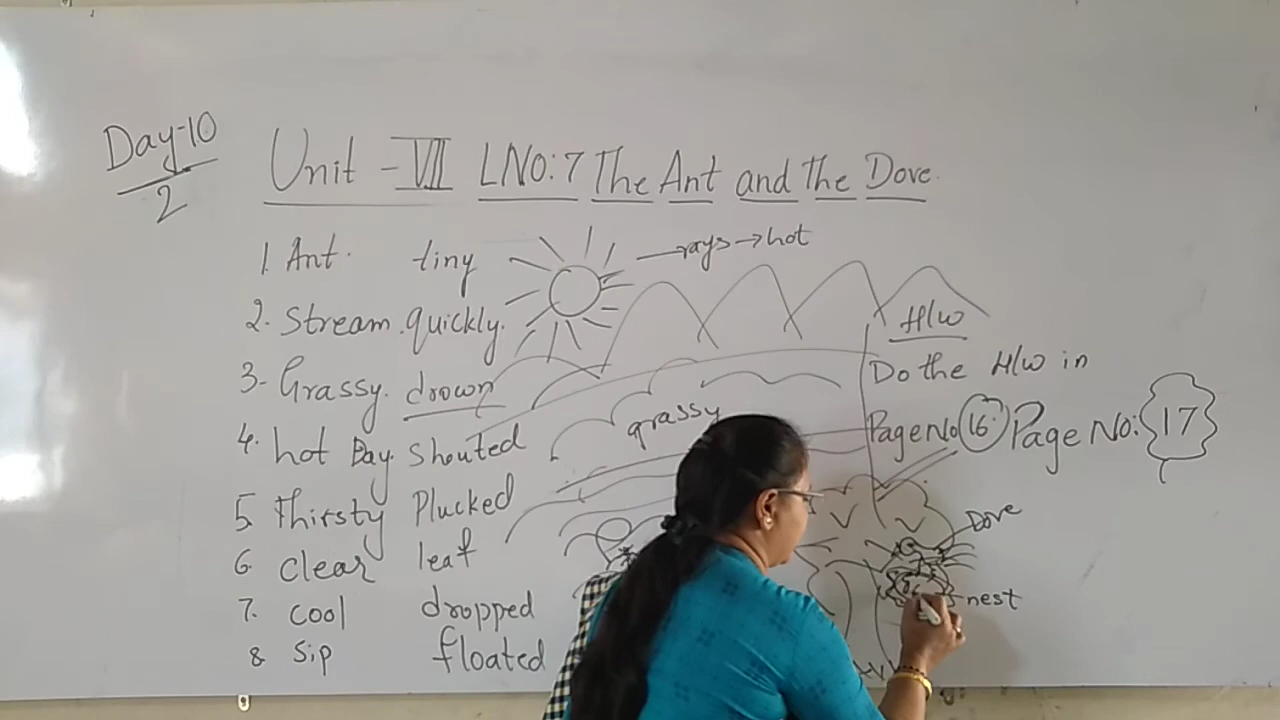 Day-10
2
Unit - VII LNO: 7 The Ant and the Dove.
1. Ant. tiny
rays → hot
2. Stream. quickly.
3- Grassy. drown
4. hot Day. Shouted
5. Thirsty Plucked
6. clear leaf
7. cool dropped
8 Sip floated
grassy
H/w
Do the H/w in
Page No 16. Page No: 17
Dove
nest